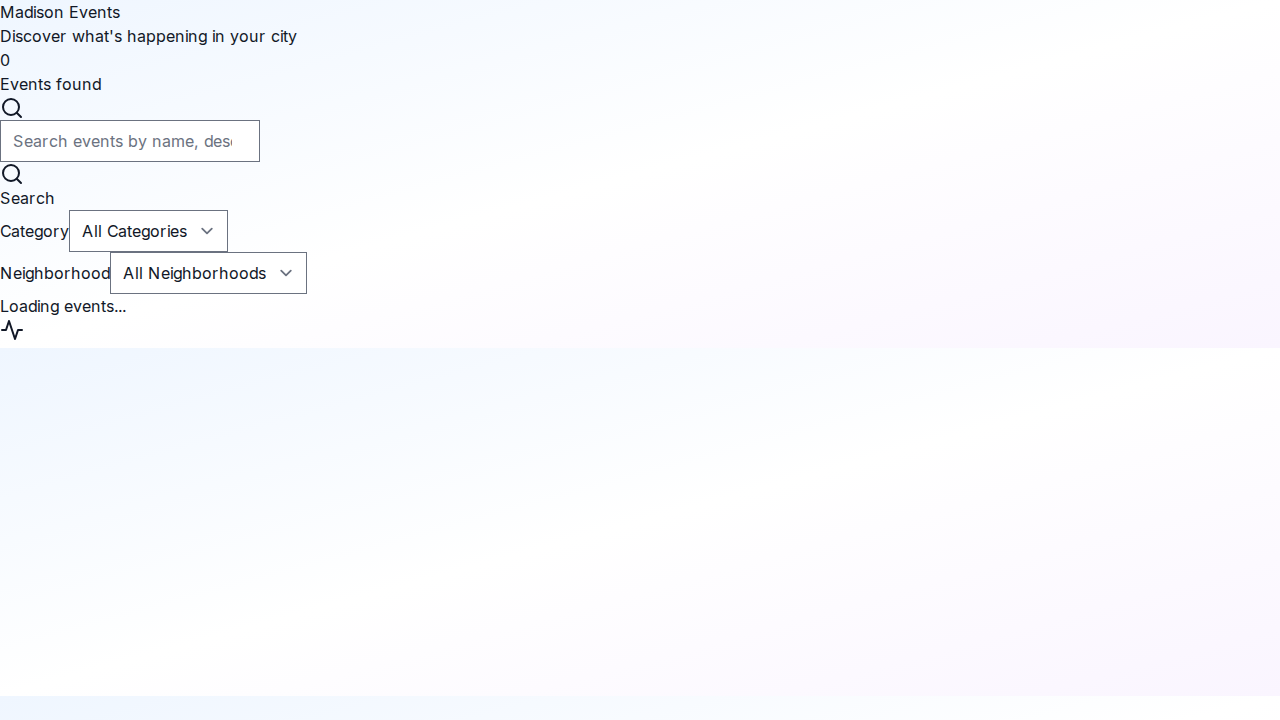 Madison Events
Discover what's happening in your city
0
Events found
Search events by name, des
Search
Category All Categories
Neighborhood All Neighborhoods
Loading events...